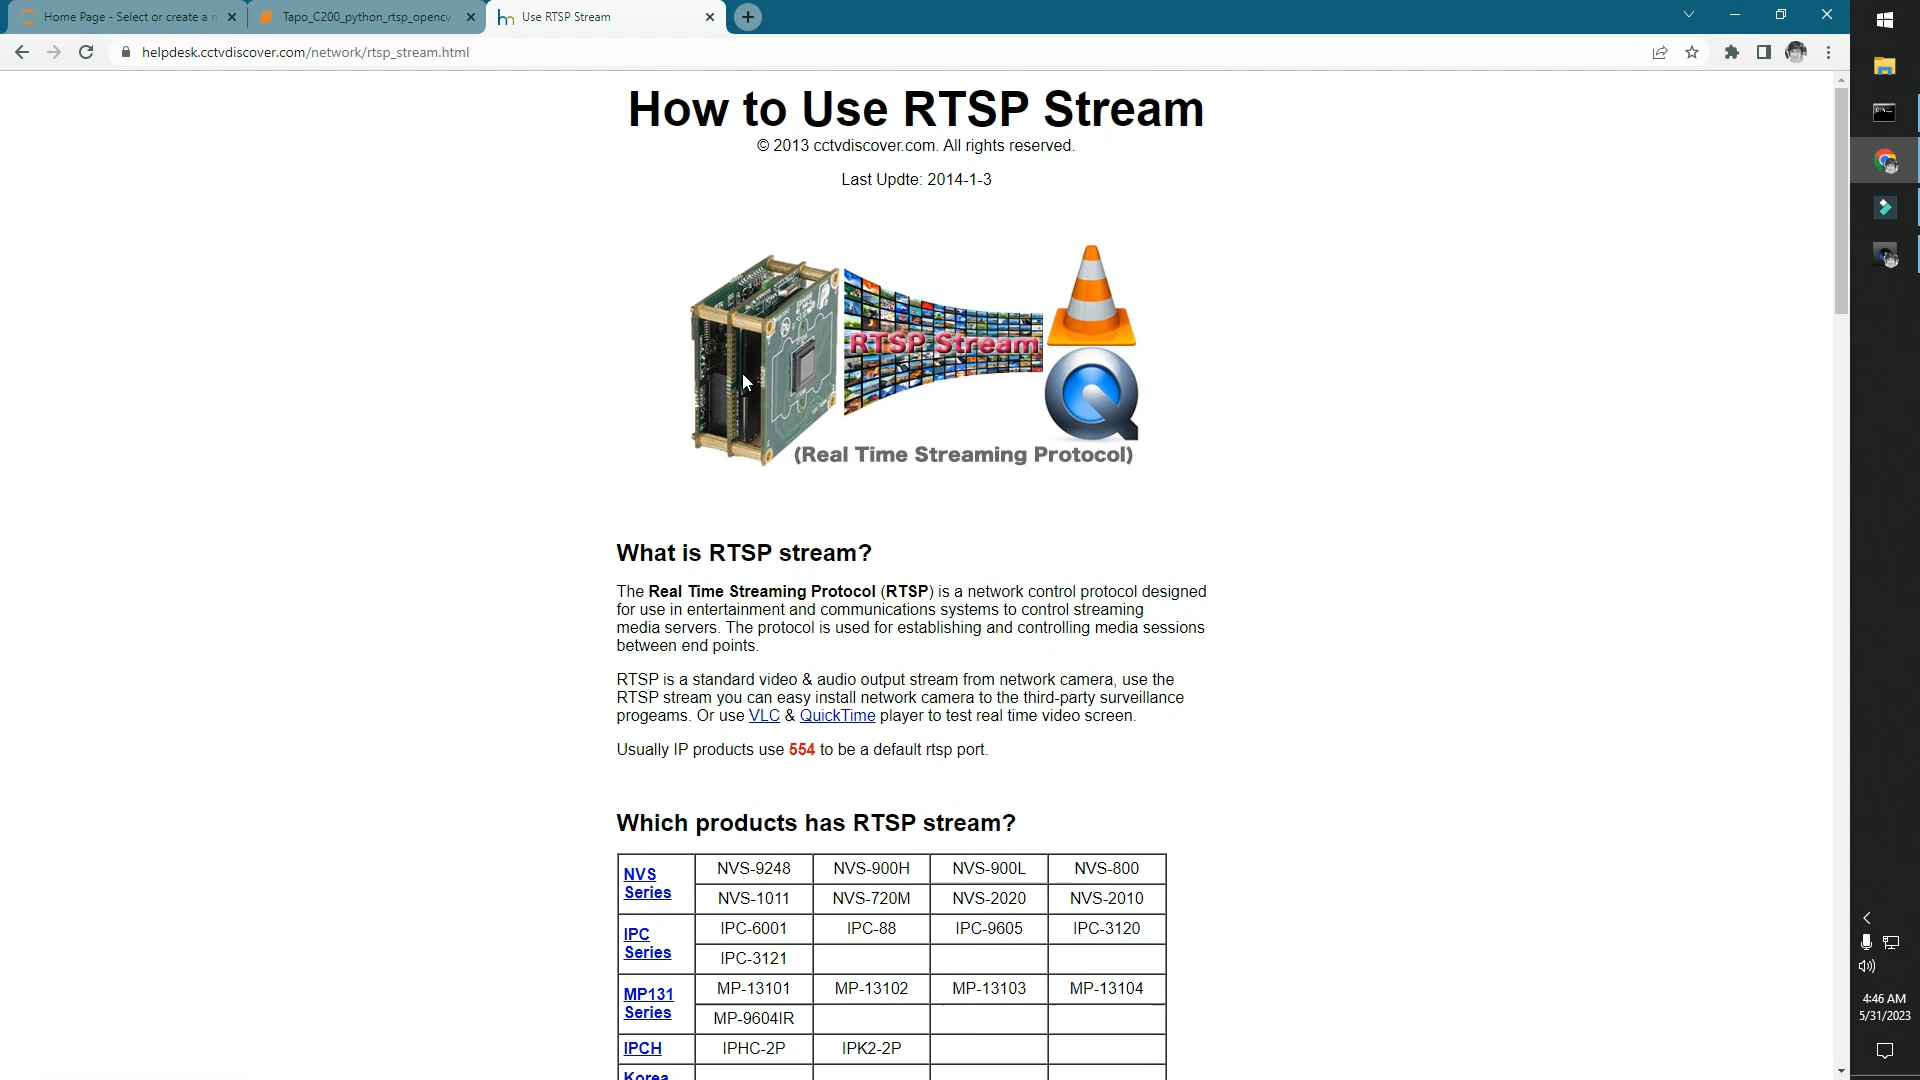 Home Page - Select or create a n
Tapo_C200_python_rtsp_opencv
Use RTSP Stream
helpdesk.cctvdiscover.com/network/rtsp_stream.html
How to Use RTSP Stream
© 2013 cctvdiscover.com. All rights reserved.
Last Updte: 2014-1-3
RTSP Stream
(Real Time Streaming Protocol)
What is RTSP stream?
The Real Time Streaming Protocol (RTSP) is a network control protocol designed
for use in entertainment and communications systems to control streaming
media servers. The protocol is used for establishing and controlling media sessions
between end points.
RTSP is a standard video & audio output stream from network camera, use the
RTSP stream you can easy install network camera to the third-party surveillance
progeams. Or use VLC & QuickTime player to test real time video screen.
Usually IP products use 554 to be a default rtsp port.
Which products has RTSP stream?
NVS Series NVS-9248 NVS-900H NVS-900L NVS-800
NVS-1011 NVS-720M NVS-2020 NVS-2010
IPC Series IPC-6001 IPC-88 IPC-9605 IPC-3120
IPC-3121
MP131 Series MP-13101 MP-13102 MP-13103 MP-13104
MP-9604IR
IPCH IPHC-2P IPK2-2P
Korea
4:46 AM
5/31/2023